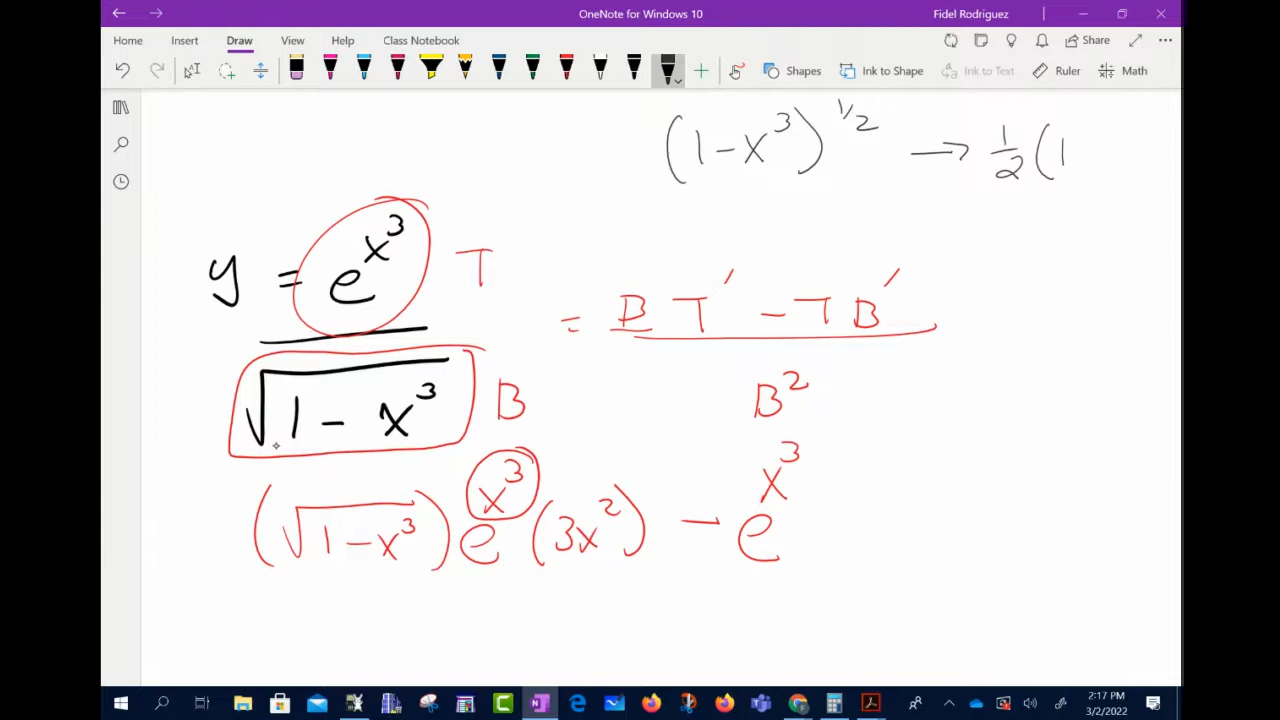 OneNote for Windows 10
Fidel Rodriguez
Home Insert Draw View Help Class Notebook
Share
Shapes Ink to Shape Ink to Text Ruler Math
(1-x³)^1/2 → 1/2 (1
y = e^x³ T
√1-x³ B
= B T' - T B'
B²
(√1-x³) e^x³ (3x²) - e^x³
2:17 PM
3/2/2022